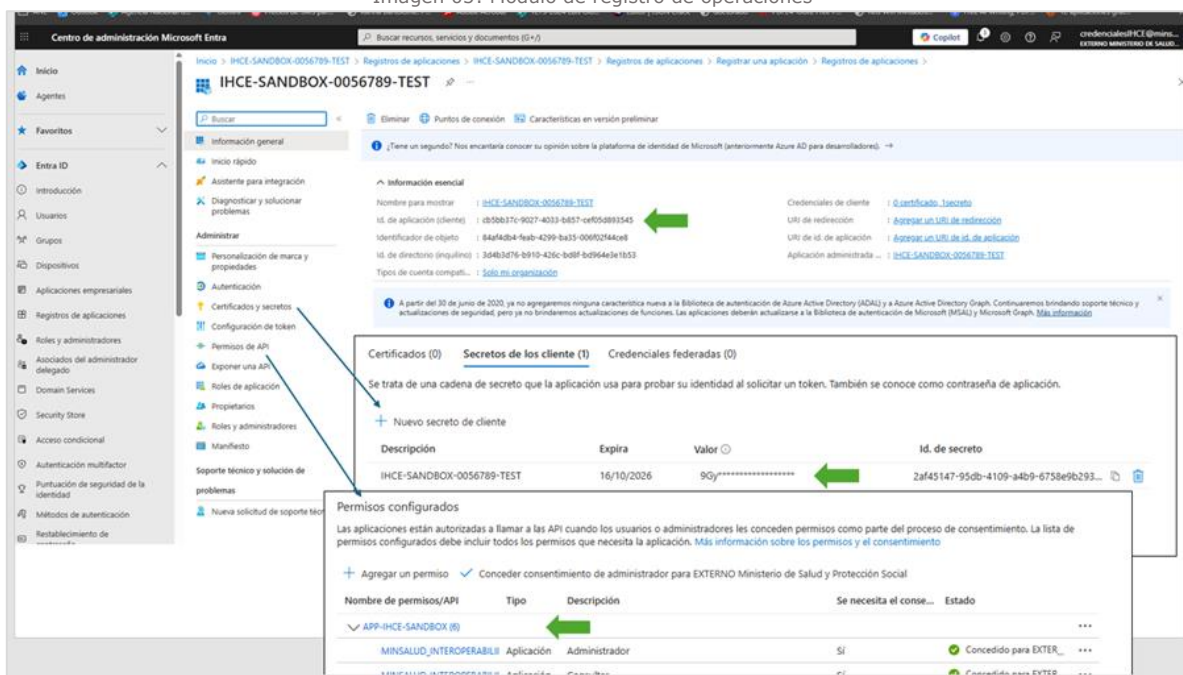 Centro de administración Microsoft Entra
Buscar recursos, servicios y documentos (G+/)
Copilot
credencialesIHCE@mins...
EXTERNO MINISTERIO DE SALUD...
Inicio > IHCE-SANDBOX-0056789-TEST > Registros de aplicaciones > IHCE-SANDBOX-0056789-TEST > Registros de aplicaciones > Registrar una aplicación > Registros de aplicaciones >
IHCE-SANDBOX-0056789-TEST
Inicio
Agentes
Favoritos
Entra ID
Introducción
Usuarios
Grupos
Dispositivos
Aplicaciones empresariales
Registros de aplicaciones
Roles y administradores
Asociados del administrador
delegado
Domain Services
Security Store
Acceso condicional
Autenticación multifactor
Puntuación de seguridad de la
identidad
Métodos de autenticación
Restablecimiento de
Buscar
Información general
Inicio rápido
Asistente para integración
Diagnosticar y solucionar
problemas
Administrar
Personalización de marca y
propiedades
Autenticación
Certificados y secretos
Configuración de token
Permisos de API
Exponer una API
Roles de aplicación
Propietarios
Roles y administradores
Manifiesto
Soporte técnico y solución de
problemas
Nueva solicitud de soporte téc
Eliminar Puntos de conexión Características en versión preliminar
¿Tiene un segundo? Nos encantaría conocer su opinión sobre la plataforma de identidad de Microsoft (anteriormente Azure AD para desarrolladores). →
Información esencial
Nombre para mostrar : IHCE-SANDBOX-0056789-TEST
Id. de aplicación (cliente) : cb5bb37c-9027-4033-b857-cef05d893545
Identificador de objeto : 84af4db4-feab-4299-ba35-006f02f44ce8
Id. de directorio (inquilino) : 3d4b3d76-b910-426c-bd8f-bd964e3e1b53
Tipos de cuenta compati... : Solo mi organización
Credenciales de cliente : 0 certificado, 1secreto
URI de redirección : Agregar un URI de redirección
URI de id. de aplicación : Agregar un URI de id. de aplicación
Aplicación administrada ... : IHCE-SANDBOX-0056789-TEST
A partir del 30 de junio de 2020, ya no agregaremos ninguna característica nueva a la Biblioteca de autenticación de Azure Active Directory (ADAL) y a Azure Active Directory Graph. Continuaremos brindando soporte técnico y
actualizaciones de seguridad, pero ya no brindaremos actualizaciones de funciones. Las aplicaciones deberán actualizarse a la Biblioteca de autenticación de Microsoft (MSAL) y Microsoft Graph. Más información
Certificados (0) Secretos de los cliente (1) Credenciales federadas (0)
Se trata de una cadena de secreto que la aplicación usa para probar su identidad al solicitar un token. También se conoce como contraseña de aplicación.
Nuevo secreto de cliente
Descripción Expira Valor Id. de secreto
IHCE-SANDBOX-0056789-TEST 16/10/2026 9Gy****************** 2af45147-95db-4109-a4b9-6758e9b293...
Permisos configurados
Las aplicaciones están autorizadas a llamar a las API cuando los usuarios o administradores les conceden permisos como parte del proceso de consentimiento. La lista de
permisos configurados debe incluir todos los permisos que necesita la aplicación. Más información sobre los permisos y el consentimiento
Agregar un permiso Conceder consentimiento de administrador para EXTERNO Ministerio de Salud y Protección Social
Nombre de permisos/API Tipo Descripción Se necesita el conse... Estado
APP-IHCE-SANDBOX (6)
MINSALUD_INTEROPERABILI Aplicación Administrador Sí Concedido para EXTER_